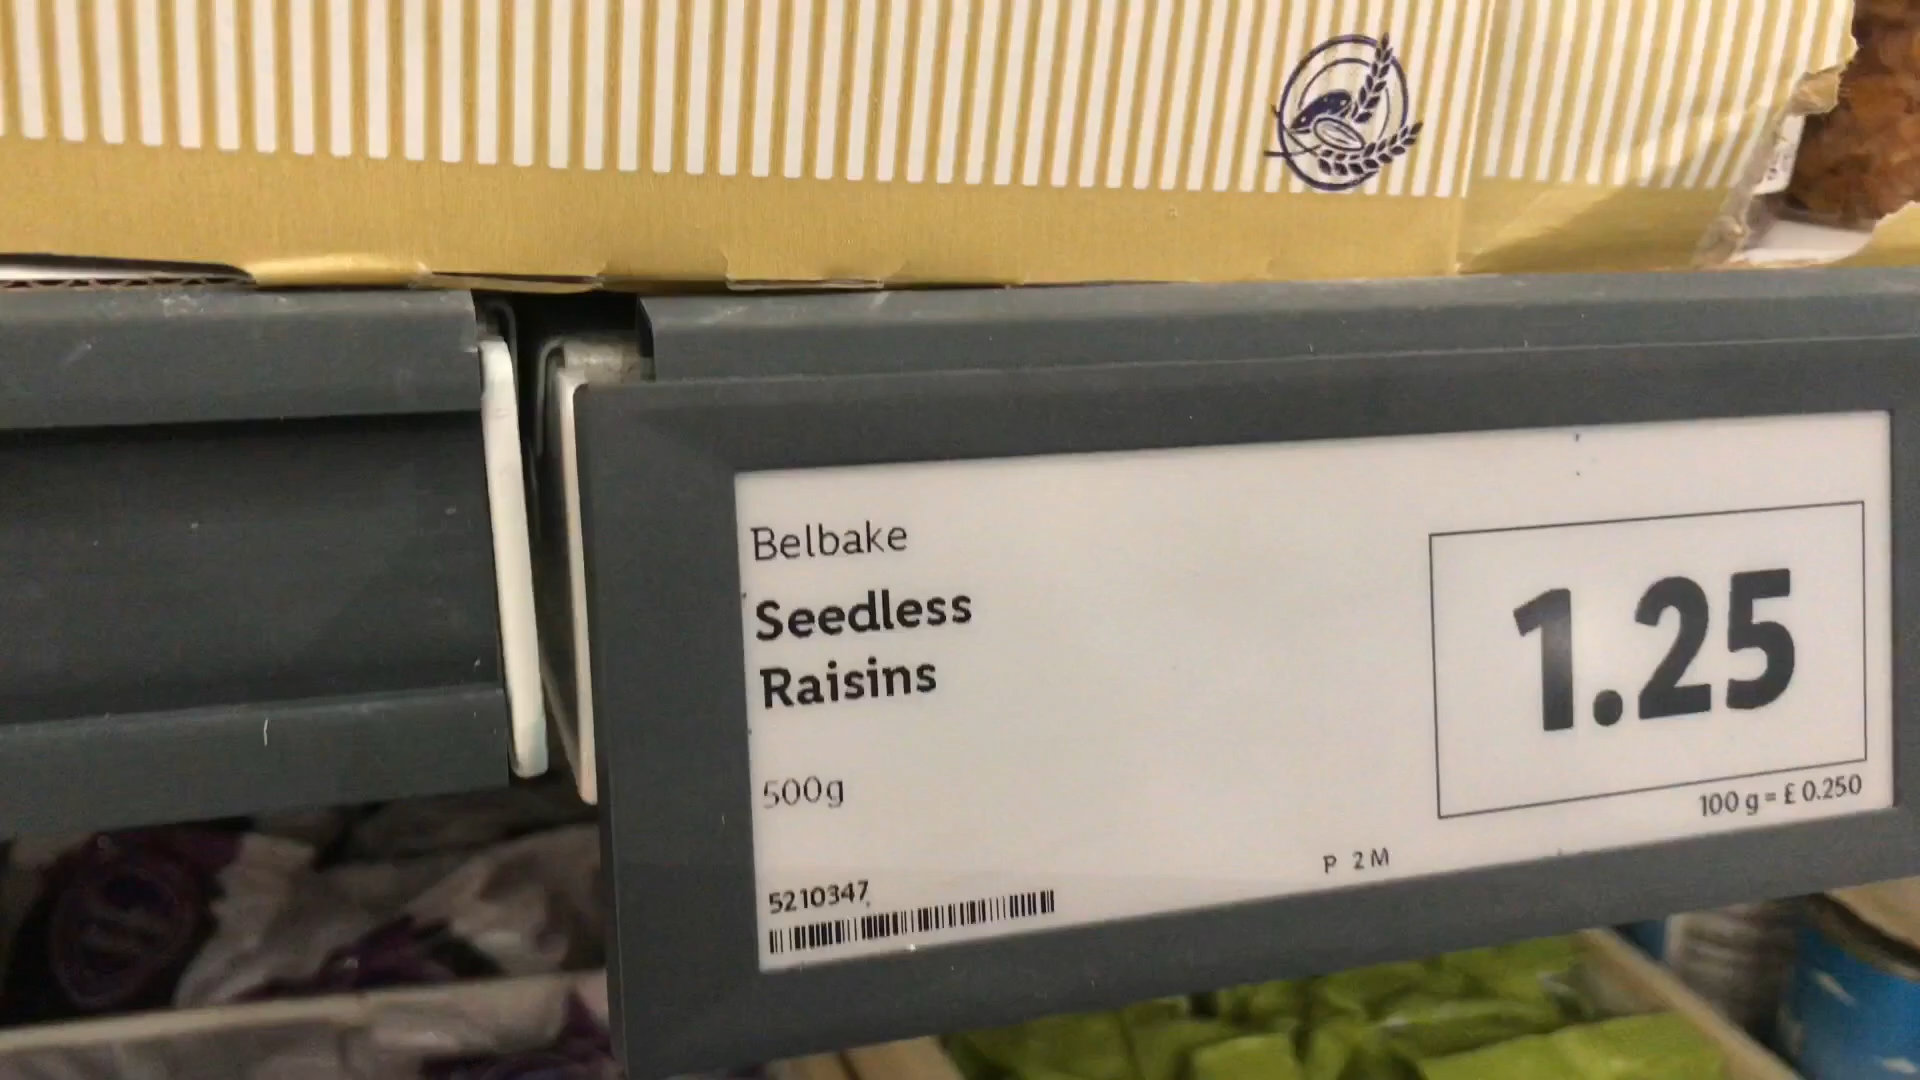 Belbake
Seedless
Raisins
500g
1.25
100 g = £ 0.250
P 2M
5210347